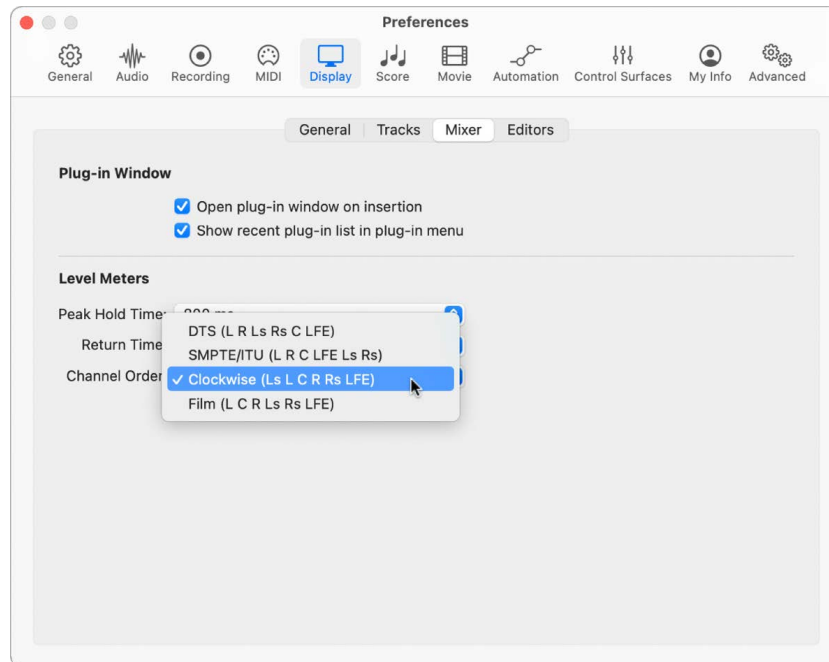 Preferences
General Audio Recording MIDI Display Score Movie Automation Control Surfaces My Info Advanced
General Tracks Mixer Editors
Plug-in Window
Open plug-in window on insertion
Show recent plug-in list in plug-in menu
Level Meters
Peak Hold Time: 800 ms
DTS (L R Ls Rs C LFE)
Return Time
SMPTE/ITU (L R C LFE Ls Rs)
Channel Order
Clockwise (Ls L C R Rs LFE)
Film (L C R Ls Rs LFE)